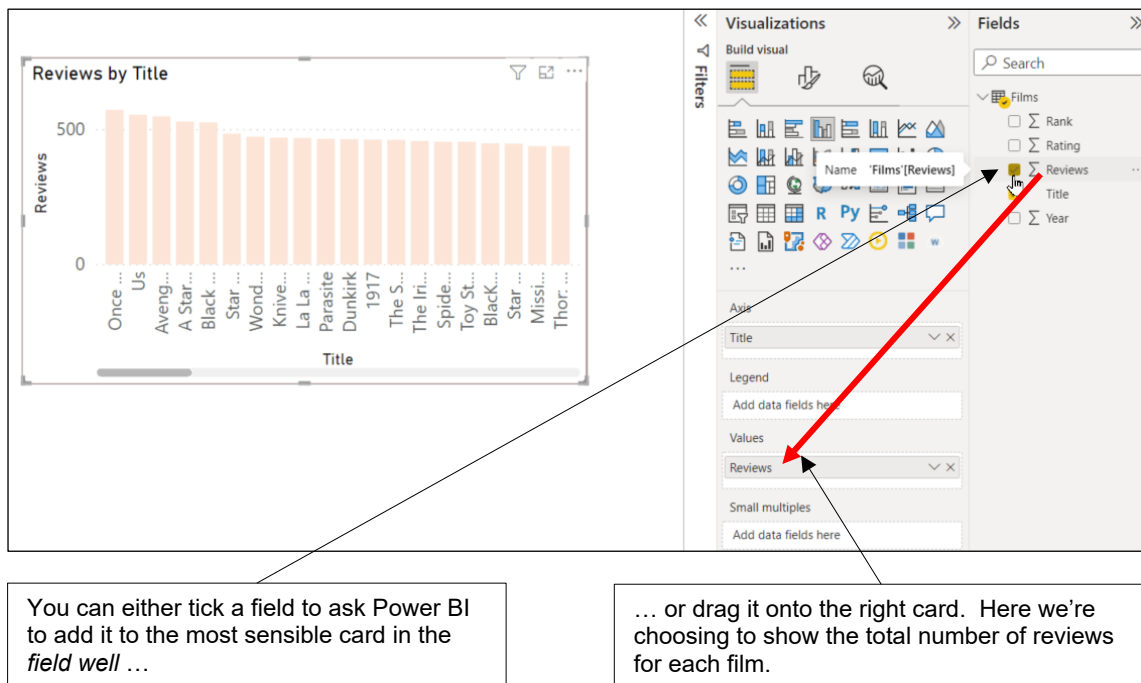 Visualizations
Fields
Build visual
Filters
Search
Reviews by Title
500
0
Reviews
Once ...
Us
Aveng...
A Star...
Black ...
Star ...
Wond...
Knive...
La La ...
Parasite
Dunkirk
1917
The S...
The Iri...
Spide...
Toy St...
BlacK...
Star ...
Missi...
Thor: ...
Title
R Py
Name 'Films'[Reviews]
...
Films
Rank
Rating
Reviews ...
Title
Year
Axis
Title
Legend
Add data fields here
Values
Reviews
Small multiples
Add data fields here
You can either tick a field to ask Power BI
to add it to the most sensible card in the
field well …
… or drag it onto the right card. Here we’re
choosing to show the total number of reviews
for each film.